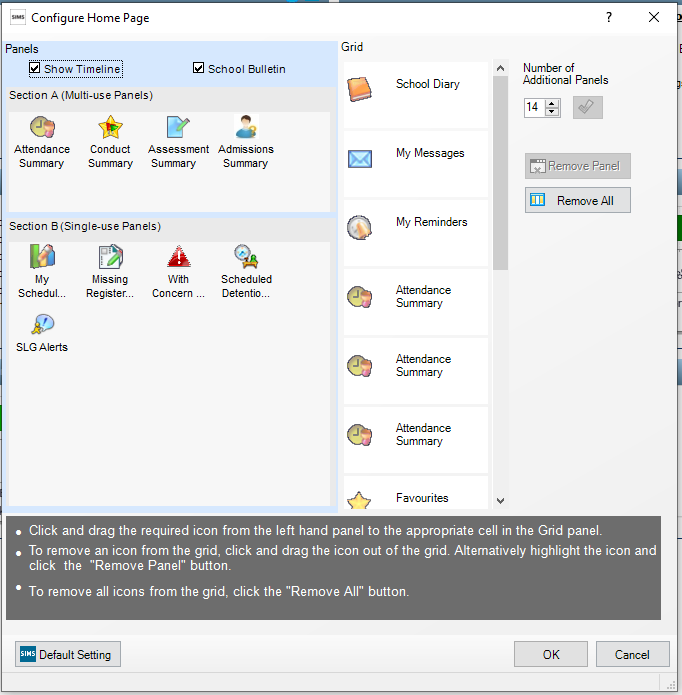 SIMS Configure Home Page
?
Panels
Show Timeline
School Bulletin
Section A (Multi-use Panels)
Attendance Summary
Conduct Summary
Assessment Summary
Admissions Summary
Section B (Single-use Panels)
My Schedul...
Missing Register...
With Concern ...
Scheduled Detentio...
SLG Alerts
Grid
School Diary
My Messages
My Reminders
Attendance
Summary
Attendance
Summary
Attendance
Summary
Favourites
Number of
Additional Panels
14
Remove Panel
Remove All
Click and drag the required icon from the left hand panel to the appropriate cell in the Grid panel.
To remove an icon from the grid, click and drag the icon out of the grid. Alternatively highlight the icon and
click the "Remove Panel" button.
To remove all icons from the grid, click the "Remove All" button.
SIMS Default Setting
OK
Cancel